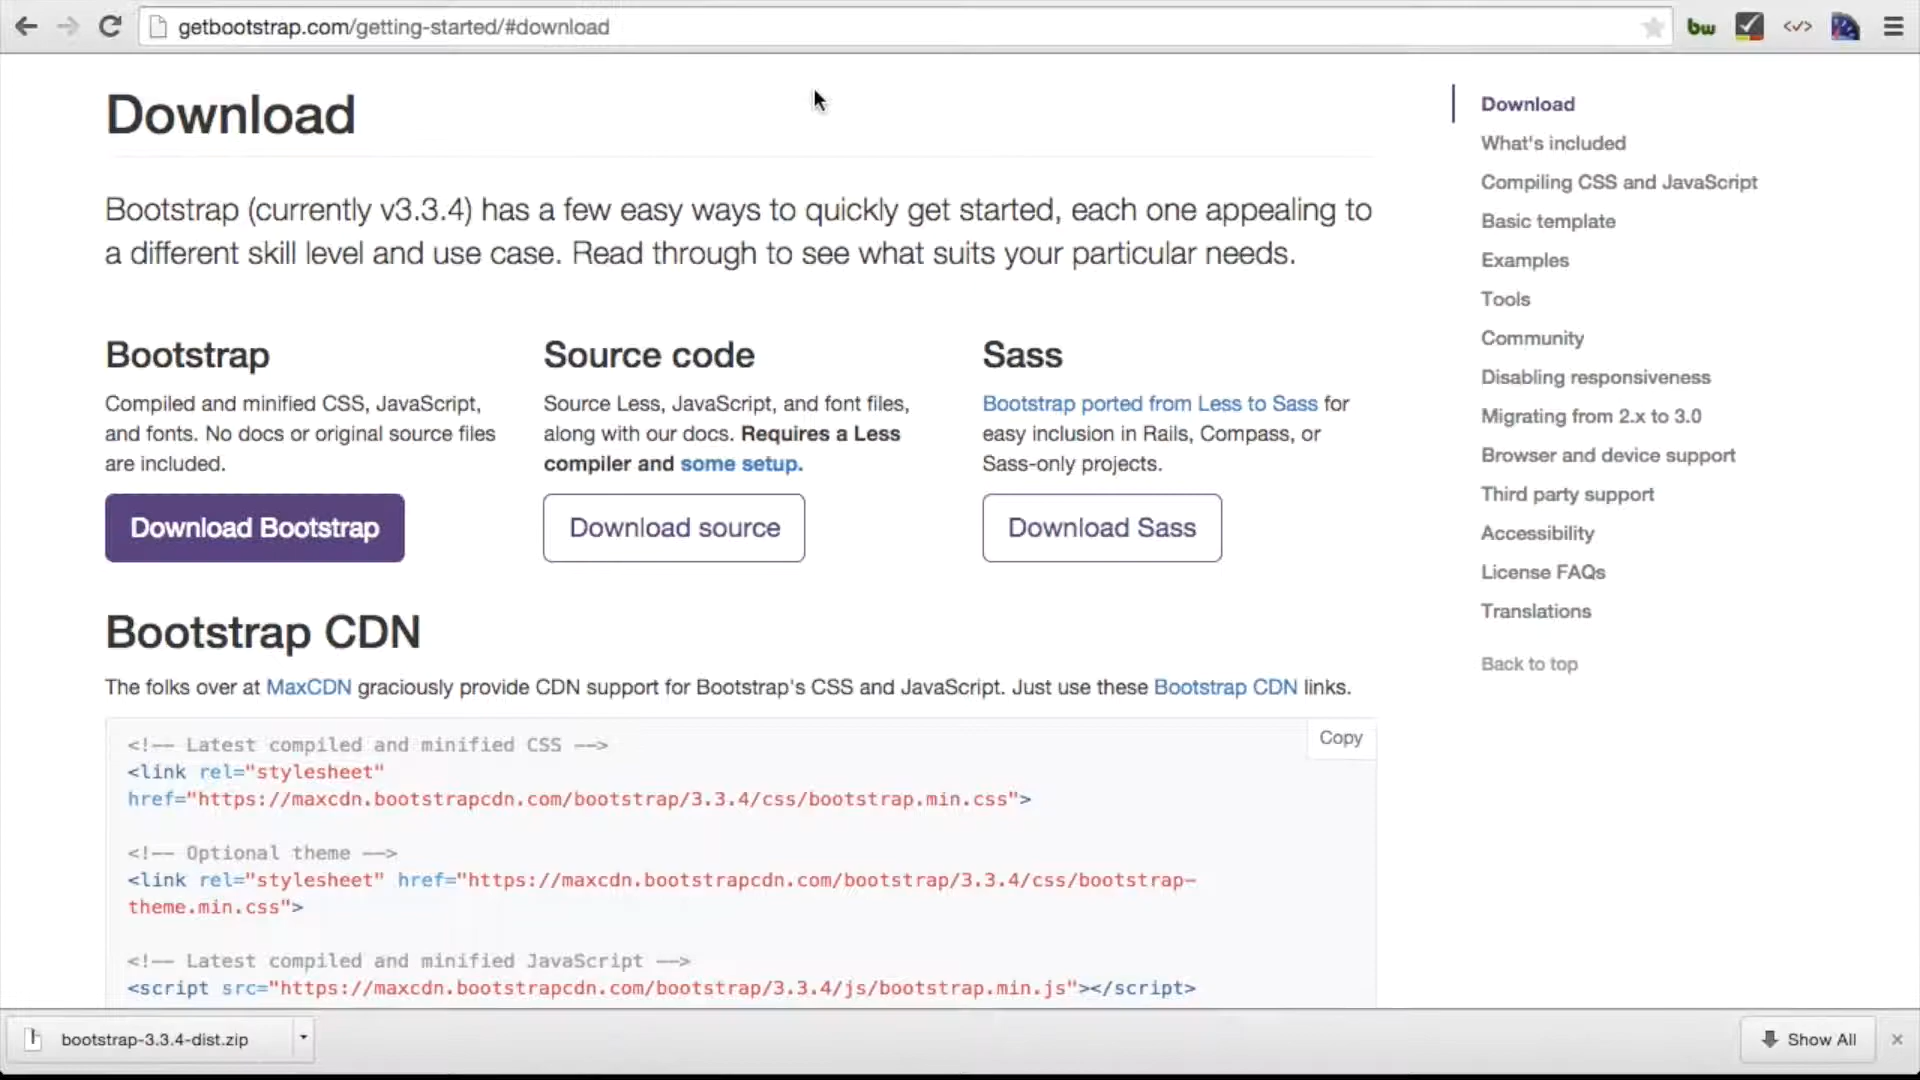 getbootstrap.com/getting-started/#download
bw
Download
Bootstrap (currently v3.3.4) has a few easy ways to quickly get started, each one appealing to
a different skill level and use case. Read through to see what suits your particular needs.
Bootstrap
Compiled and minified CSS, JavaScript,
and fonts. No docs or original source files
are included.
Download Bootstrap
Source code
Source Less, JavaScript, and font files,
along with our docs. Requires a Less
compiler and some setup.
Download source
Sass
Bootstrap ported from Less to Sass for
easy inclusion in Rails, Compass, or
Sass-only projects.
Download Sass
Bootstrap CDN
The folks over at MaxCDN graciously provide CDN support for Bootstrap's CSS and JavaScript. Just use these Bootstrap CDN links.
Copy
<!-- Latest compiled and minified CSS -->
<link rel="stylesheet"
href="https://maxcdn.bootstrapcdn.com/bootstrap/3.3.4/css/bootstrap.min.css">
<!-- Optional theme -->
<link rel="stylesheet" href="https://maxcdn.bootstrapcdn.com/bootstrap/3.3.4/css/bootstrap-
theme.min.css">
<!-- Latest compiled and minified JavaScript -->
<script src="https://maxcdn.bootstrapcdn.com/bootstrap/3.3.4/js/bootstrap.min.js"></script>
Download
What's included
Compiling CSS and JavaScript
Basic template
Examples
Tools
Community
Disabling responsiveness
Migrating from 2.x to 3.0
Browser and device support
Third party support
Accessibility
License FAQs
Translations
Back to top
bootstrap-3.3.4-dist.zip
Show All